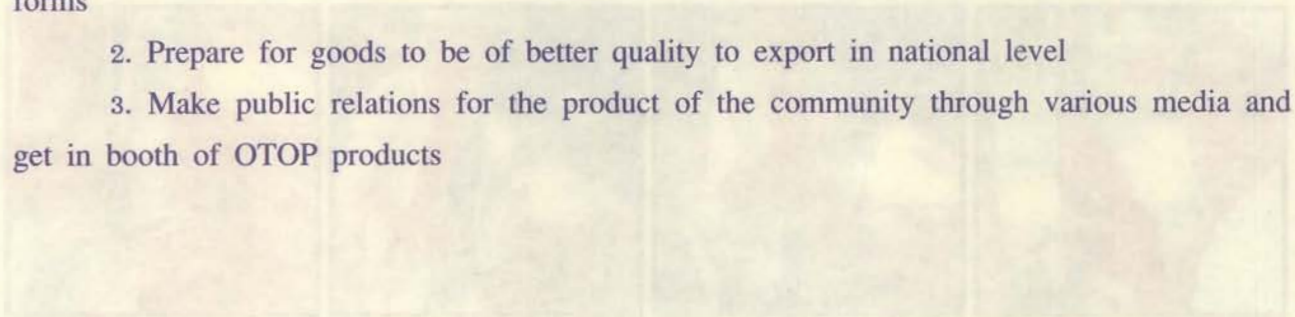 forms
2. Prepare for goods to be of better quality to export in national level
3. Make public relations for the product of the community through various media and
get in booth of OTOP products